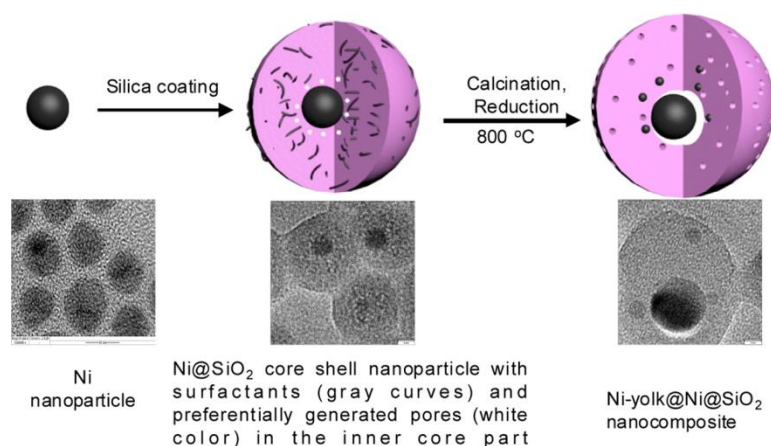 Silica coating
Calcination,
Reduction
800 °C
Ni
nanoparticle
Ni@SiO₂ core shell nanoparticle with
surfactants (gray curves) and
preferentially generated pores (white
color) in the inner core part
Ni-yolk@Ni@SiO₂
nanocomposite